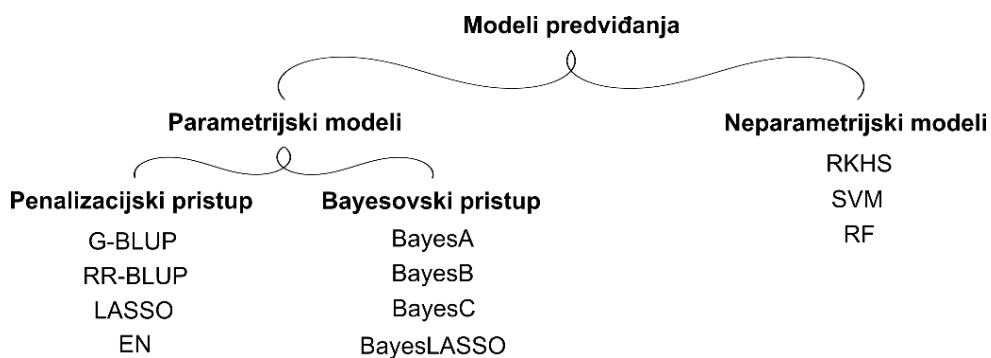 Modeli predviđanja
Parametrijski modeli
Neparametrijski modeli
RKHS
SVM
RF
Penalizacijski pristup
G-BLUP
RR-BLUP
LASSO
EN
Bayesovski pristup
BayesA
BayesB
BayesC
BayesLASSO